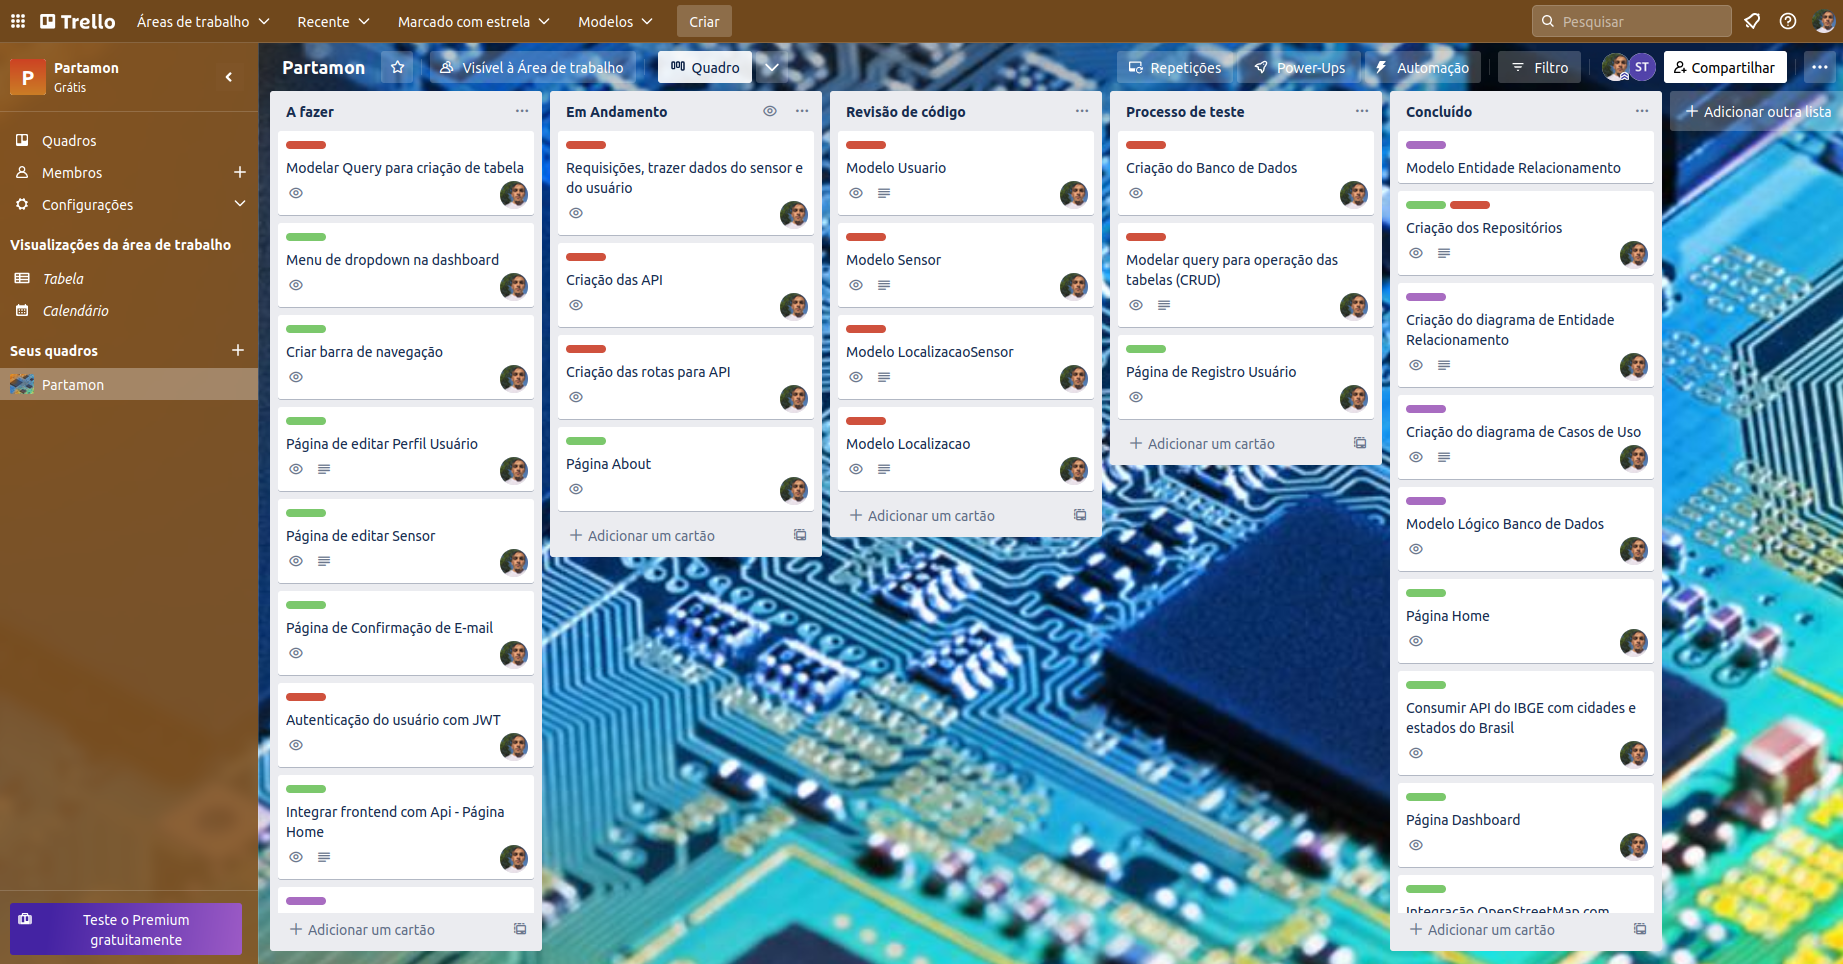 Trello
Áreas de trabalho
Recente
Marcado com estrela
Modelos
Criar
Pesquisar
P
Partamon
Grátis
Quadros
Membros
Configurações
Visualizações da área de trabalho
Tabela
Calendário
Seus quadros
Partamon
Teste o Premium
gratuitamente
Partamon
Visível à Área de trabalho
Quadro
Repetições
Power-Ups
Automação
Filtro
ST
Compartilhar
A fazer
Modelar Query para criação de tabela
Menu de dropdown na dashboard
Criar barra de navegação
Página de editar Perfil Usuário
Página de editar Sensor
Página de Confirmação de E-mail
Autenticação do usuário com JWT
Integrar frontend com Api - Página
Home
Adicionar um cartão
Em Andamento
Requisições, trazer dados do sensor e
do usuário
Criação das API
Criação das rotas para API
Página About
Adicionar um cartão
Revisão de código
Modelo Usuario
Modelo Sensor
Modelo LocalizacaoSensor
Modelo Localizacao
Adicionar um cartão
Processo de teste
Criação do Banco de Dados
Modelar query para operação das
tabelas (CRUD)
Página de Registro Usuário
Adicionar um cartão
Concluído
Modelo Entidade Relacionamento
Criação dos Repositórios
Criação do diagrama de Entidade
Relacionamento
Criação do diagrama de Casos de Uso
Modelo Lógico Banco de Dados
Página Home
Consumir API do IBGE com cidades e
estados do Brasil
Página Dashboard
Integração OpenStreetMap com
Adicionar um cartão
Adicionar outra lista